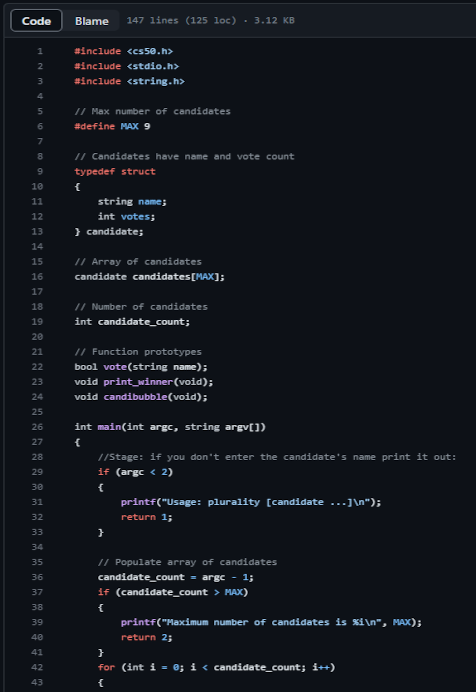 Code Blame 147 lines (125 loc) · 3.12 KB
1 #include <cs50.h>
2 #include <stdio.h>
3 #include <string.h>
4
5 // Max number of candidates
6 #define MAX 9
7
8 // Candidates have name and vote count
9 typedef struct
10 {
11     string name;
12     int votes;
13 } candidate;
14
15 // Array of candidates
16 candidate candidates[MAX];
17
18 // Number of candidates
19 int candidate_count;
20
21 // Function prototypes
22 bool vote(string name);
23 void print_winner(void);
24 void candibubble(void);
25
26 int main(int argc, string argv[])
27 {
28     //Stage: if you don't enter the candidate's name print it out:
29     if (argc < 2)
30     {
31         printf("Usage: plurality [candidate ...]\n");
32         return 1;
33     }
34
35     // Populate array of candidates
36     candidate_count = argc - 1;
37     if (candidate_count > MAX)
38     {
39         printf("Maximum number of candidates is %i\n", MAX);
40         return 2;
41     }
42     for (int i = 0; i < candidate_count; i++)
43     {